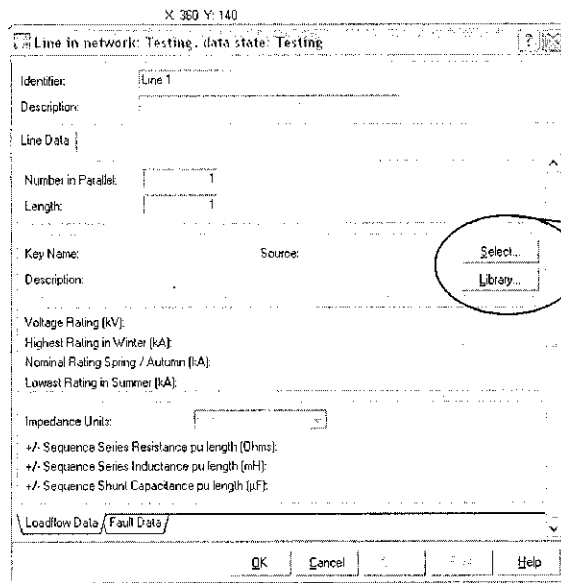 X: 360 Y: 140
Line in network: Testing, data state: Testing
Identifier: Line 1
Description:
Line Data
Number in Parallel: 1
Length: 1
Key Name: Source: Select...
Description: Library...
Voltage Rating (kV):
Highest Rating in Winter (kA):
Nominal Rating Spring / Autumn (kA):
Lowest Rating in Summer (kA):
Impedance Units:
+/- Sequence Series Resistance pu length (Ohms):
+/- Sequence Series Inductance pu length (mH):
+/- Sequence Shunt Capacitance pu length (µF):
Loadflow Data Fault Data
OK Cancel Help